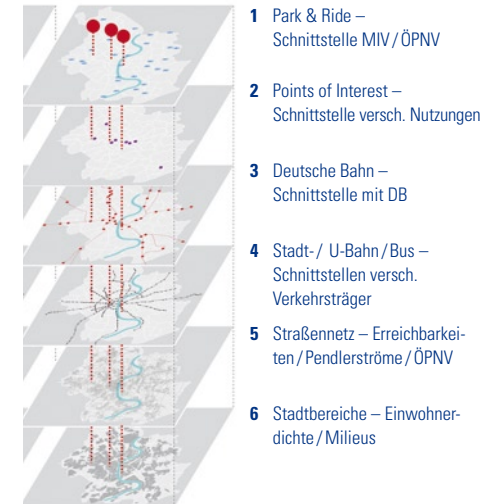 1 Park & Ride –
Schnittstelle MIV / ÖPNV
2 Points of Interest –
Schnittstelle versch. Nutzungen
3 Deutsche Bahn –
Schnittstelle mit DB
4 Stadt- / U-Bahn / Bus –
Schnittstellen versch.
Verkehrsträger
5 Straßennetz – Erreichbarkei-
ten / Pendlerströme / ÖPNV
6 Stadtbereiche – Einwohner-
dichte / Milieus